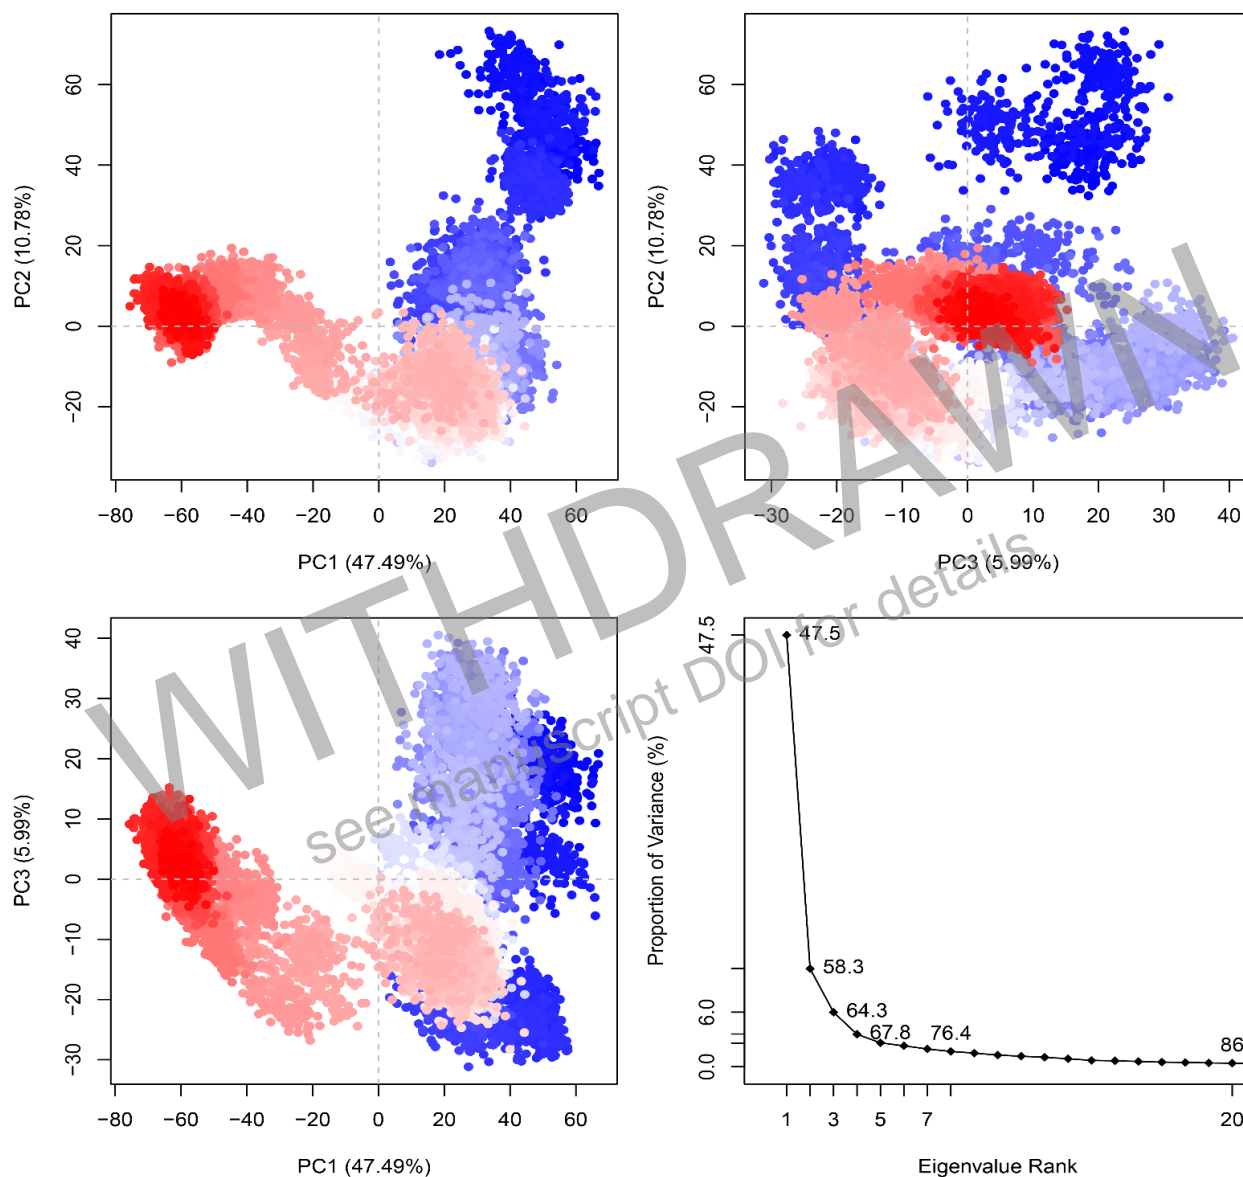 60
40
20
0
−20
PC2 (10.78%)
−80 −60 −40 −20 0 20 40 60
PC1 (47.49%)
60
40
20
0
−20
PC2 (10.78%)
−30 −10 0 10 20 30 40
PC3 (5.99%)
WITHDRAWN
see manuscript DOI for details
40
30
20
10
0
−10
−20
−30
PC3 (5.99%)
−80 −60 −40 −20 0 20 40 60
PC1 (47.49%)
47.5
6.0
0.0
Proportion of Variance (%)
47.5
58.3
64.3
67.8
76.4
86
1 3 5 7 20
Eigenvalue Rank